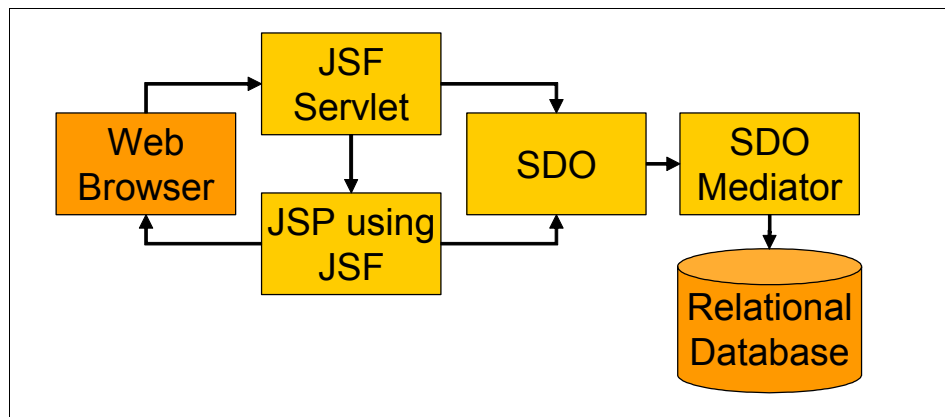 JSF
Servlet
Web
Browser
SDO
SDO
Mediator
JSP using
JSF
Relational
Database